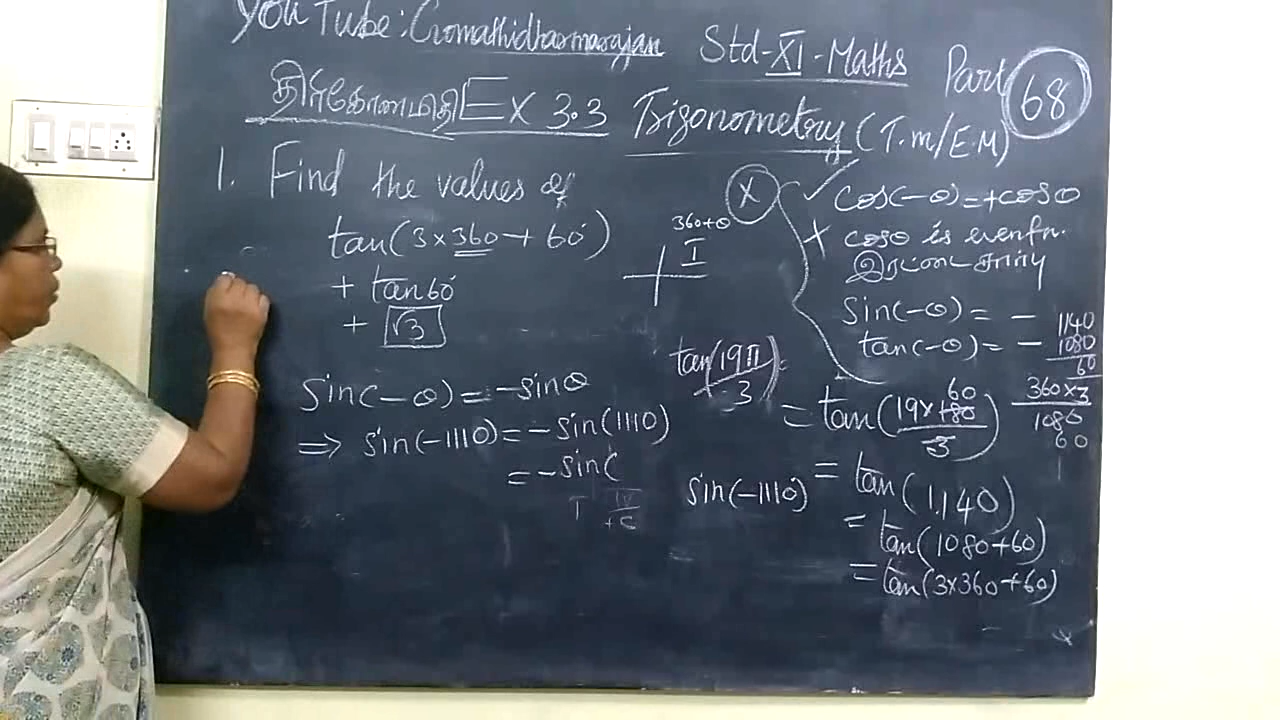 YouTube: Gomathidharmarajan Std-XI-Maths Part 68
திரிகோணமிதி Ex 3.3 Trigonometry (T.M/E.M)
1. Find the values of
tan(3×360+60°)
+ tan60°
+ √3
sin(-θ)=-sinθ
⇒ sin(-1110)=-sin(1110)
=-sin(
IV
+C
X
360+θ
I
✓ cos(-θ)=+cosθ
cosθ is even fn.
இரட்டை சார்பு
sin(-θ)= -
tan(-θ)= -
1140
1080
60
360×3
1080
60
tan(19π/3)=
=tan(19×180/3)
60
sin(-1110°)
=tan(1,140)
=tan(1080+60)
=tan(3×360+60)